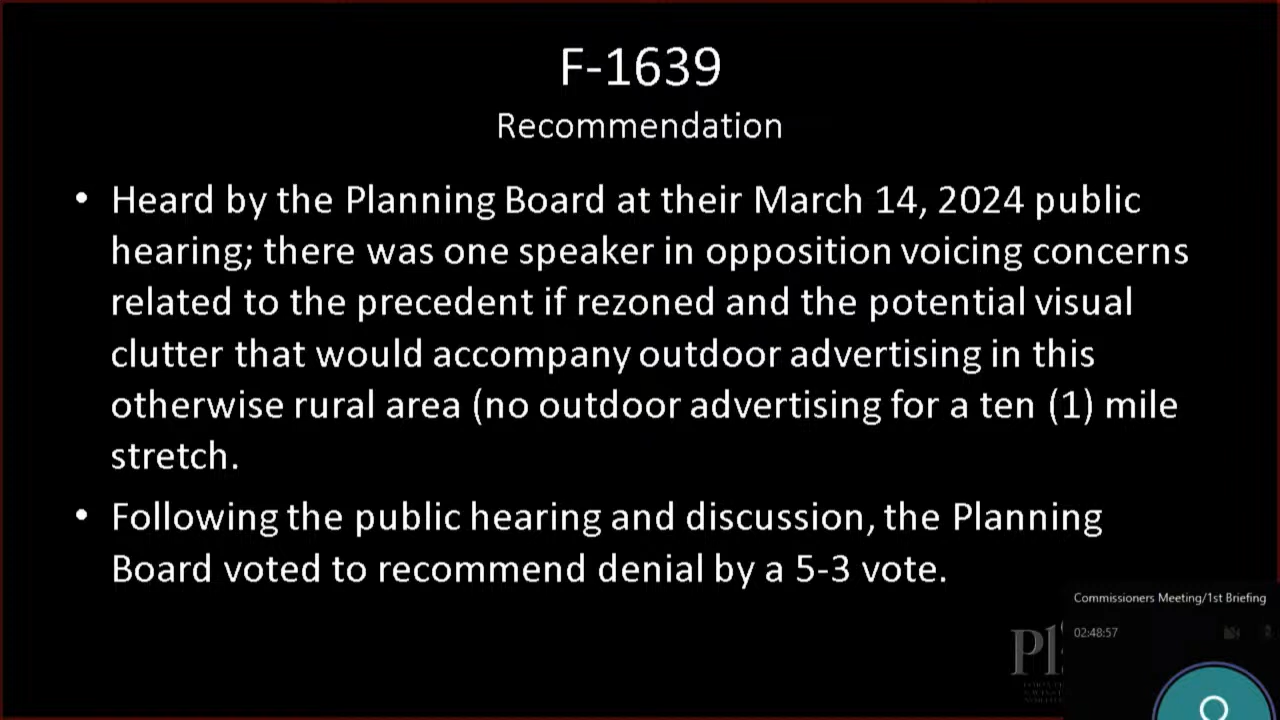 F-1639
Recommendation
• Heard by the Planning Board at their March 14, 2024 public
hearing; there was one speaker in opposition voicing concerns
related to the precedent if rezoned and the potential visual
clutter that would accompany outdoor advertising in this
otherwise rural area (no outdoor advertising for a ten (1) mile
stretch.
• Following the public hearing and discussion, the Planning
Board voted to recommend denial by a 5-3 vote.
Commissioners Meeting/1st Briefing
02:48:57